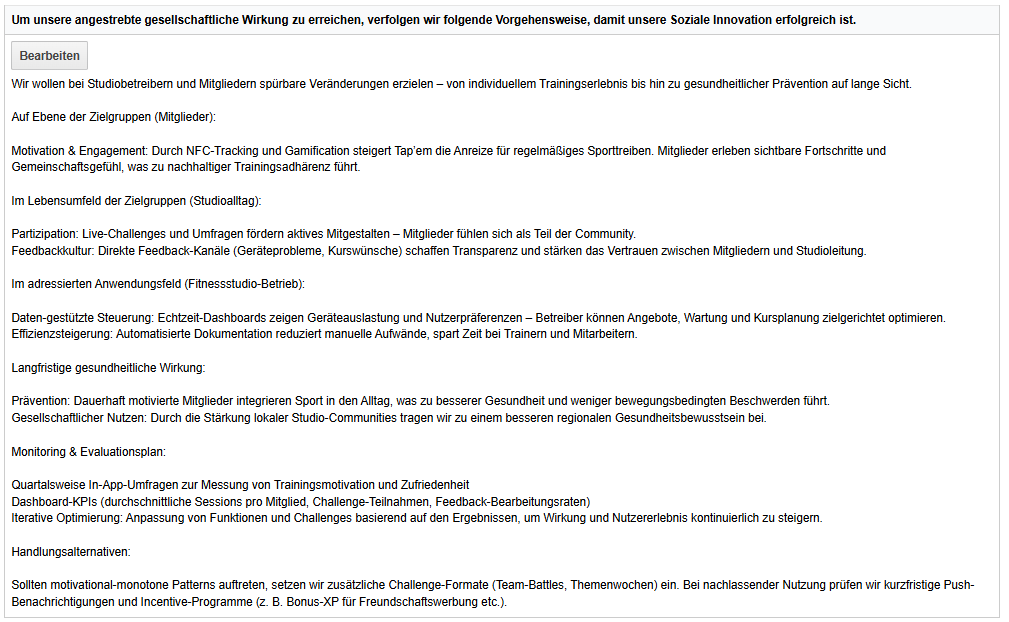 Um unsere angestrebte gesellschaftliche Wirkung zu erreichen, verfolgen wir folgende Vorgehensweise, damit unsere Soziale Innovation erfolgreich ist.
Bearbeiten
Wir wollen bei Studiobetreibern und Mitgliedern spürbare Veränderungen erzielen – von individuellem Trainingserlebnis bis hin zu gesundheitlicher Prävention auf lange Sicht.
Auf Ebene der Zielgruppen (Mitglieder):
Motivation & Engagement: Durch NFC-Tracking und Gamification steigert Tap’em die Anreize für regelmäßiges Sporttreiben. Mitglieder erleben sichtbare Fortschritte und
Gemeinschaftsgefühl, was zu nachhaltiger Trainingsadhärenz führt.
Im Lebensumfeld der Zielgruppen (Studioalltag):
Partizipation: Live-Challenges und Umfragen fördern aktives Mitgestalten – Mitglieder fühlen sich als Teil der Community.
Feedbackkultur: Direkte Feedback-Kanäle (Geräteprobleme, Kurswünsche) schaffen Transparenz und stärken das Vertrauen zwischen Mitgliedern und Studioleitung.
Im adressierten Anwendungsfeld (Fitnessstudio-Betrieb):
Daten-gestützte Steuerung: Echtzeit-Dashboards zeigen Geräteauslastung und Nutzerpräferenzen – Betreiber können Angebote, Wartung und Kursplanung zielgerichtet optimieren.
Effizienzsteigerung: Automatisierte Dokumentation reduziert manuelle Aufwände, spart Zeit bei Trainern und Mitarbeitern.
Langfristige gesundheitliche Wirkung:
Prävention: Dauerhaft motivierte Mitglieder integrieren Sport in den Alltag, was zu besserer Gesundheit und weniger bewegungsbedingten Beschwerden führt.
Gesellschaftlicher Nutzen: Durch die Stärkung lokaler Studio-Communities tragen wir zu einem besseren regionalen Gesundheitsbewusstsein bei.
Monitoring & Evaluationsplan:
Quartalsweise In-App-Umfragen zur Messung von Trainingsmotivation und Zufriedenheit
Dashboard-KPIs (durchschnittliche Sessions pro Mitglied, Challenge-Teilnahmen, Feedback-Bearbeitungsraten)
Iterative Optimierung: Anpassung von Funktionen und Challenges basierend auf den Ergebnissen, um Wirkung und Nutzererlebnis kontinuierlich zu steigern.
Handlungsalternativen:
Sollten motivational-monotone Patterns auftreten, setzen wir zusätzliche Challenge-Formate (Team-Battles, Themenwochen) ein. Bei nachlassender Nutzung prüfen wir kurzfristige Push-
Benachrichtigungen und Incentive-Programme (z. B. Bonus-XP für Freundschaftswerbung etc.).